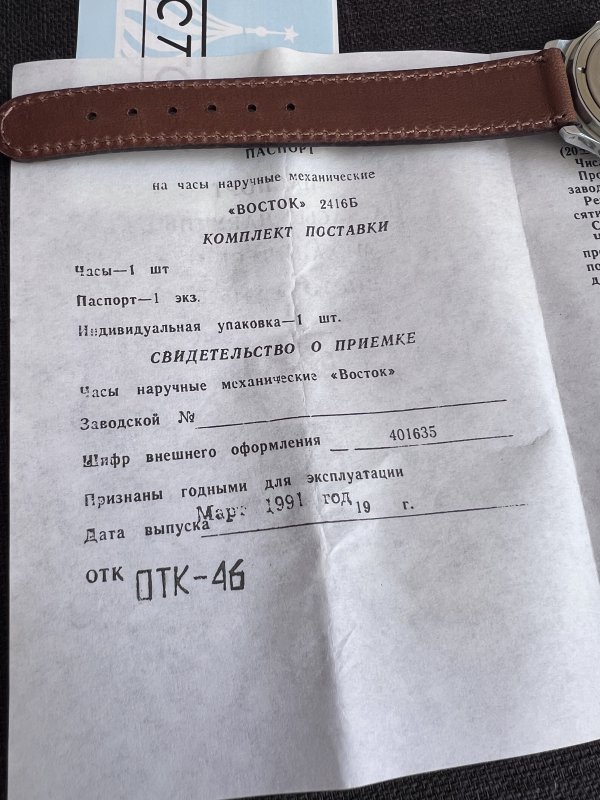 ПАСПОРТ
на часы наручные механические
«ВОСТОК» 2416Б
КОМПЛЕКТ ПОСТАВКИ
Часы—1 шт
Паспорт—1 экз.
Индивидуальная упаковка—1 шт.
СВИДЕТЕЛЬСТВО О ПРИЕМКЕ
Часы наручные механические «Восток»
Заводской №
Шифр внешнего оформления 401635
Признаны годными для эксплуатации
Март 1991 год
Дата выпуска 19 г.
ОТК ОТК-46